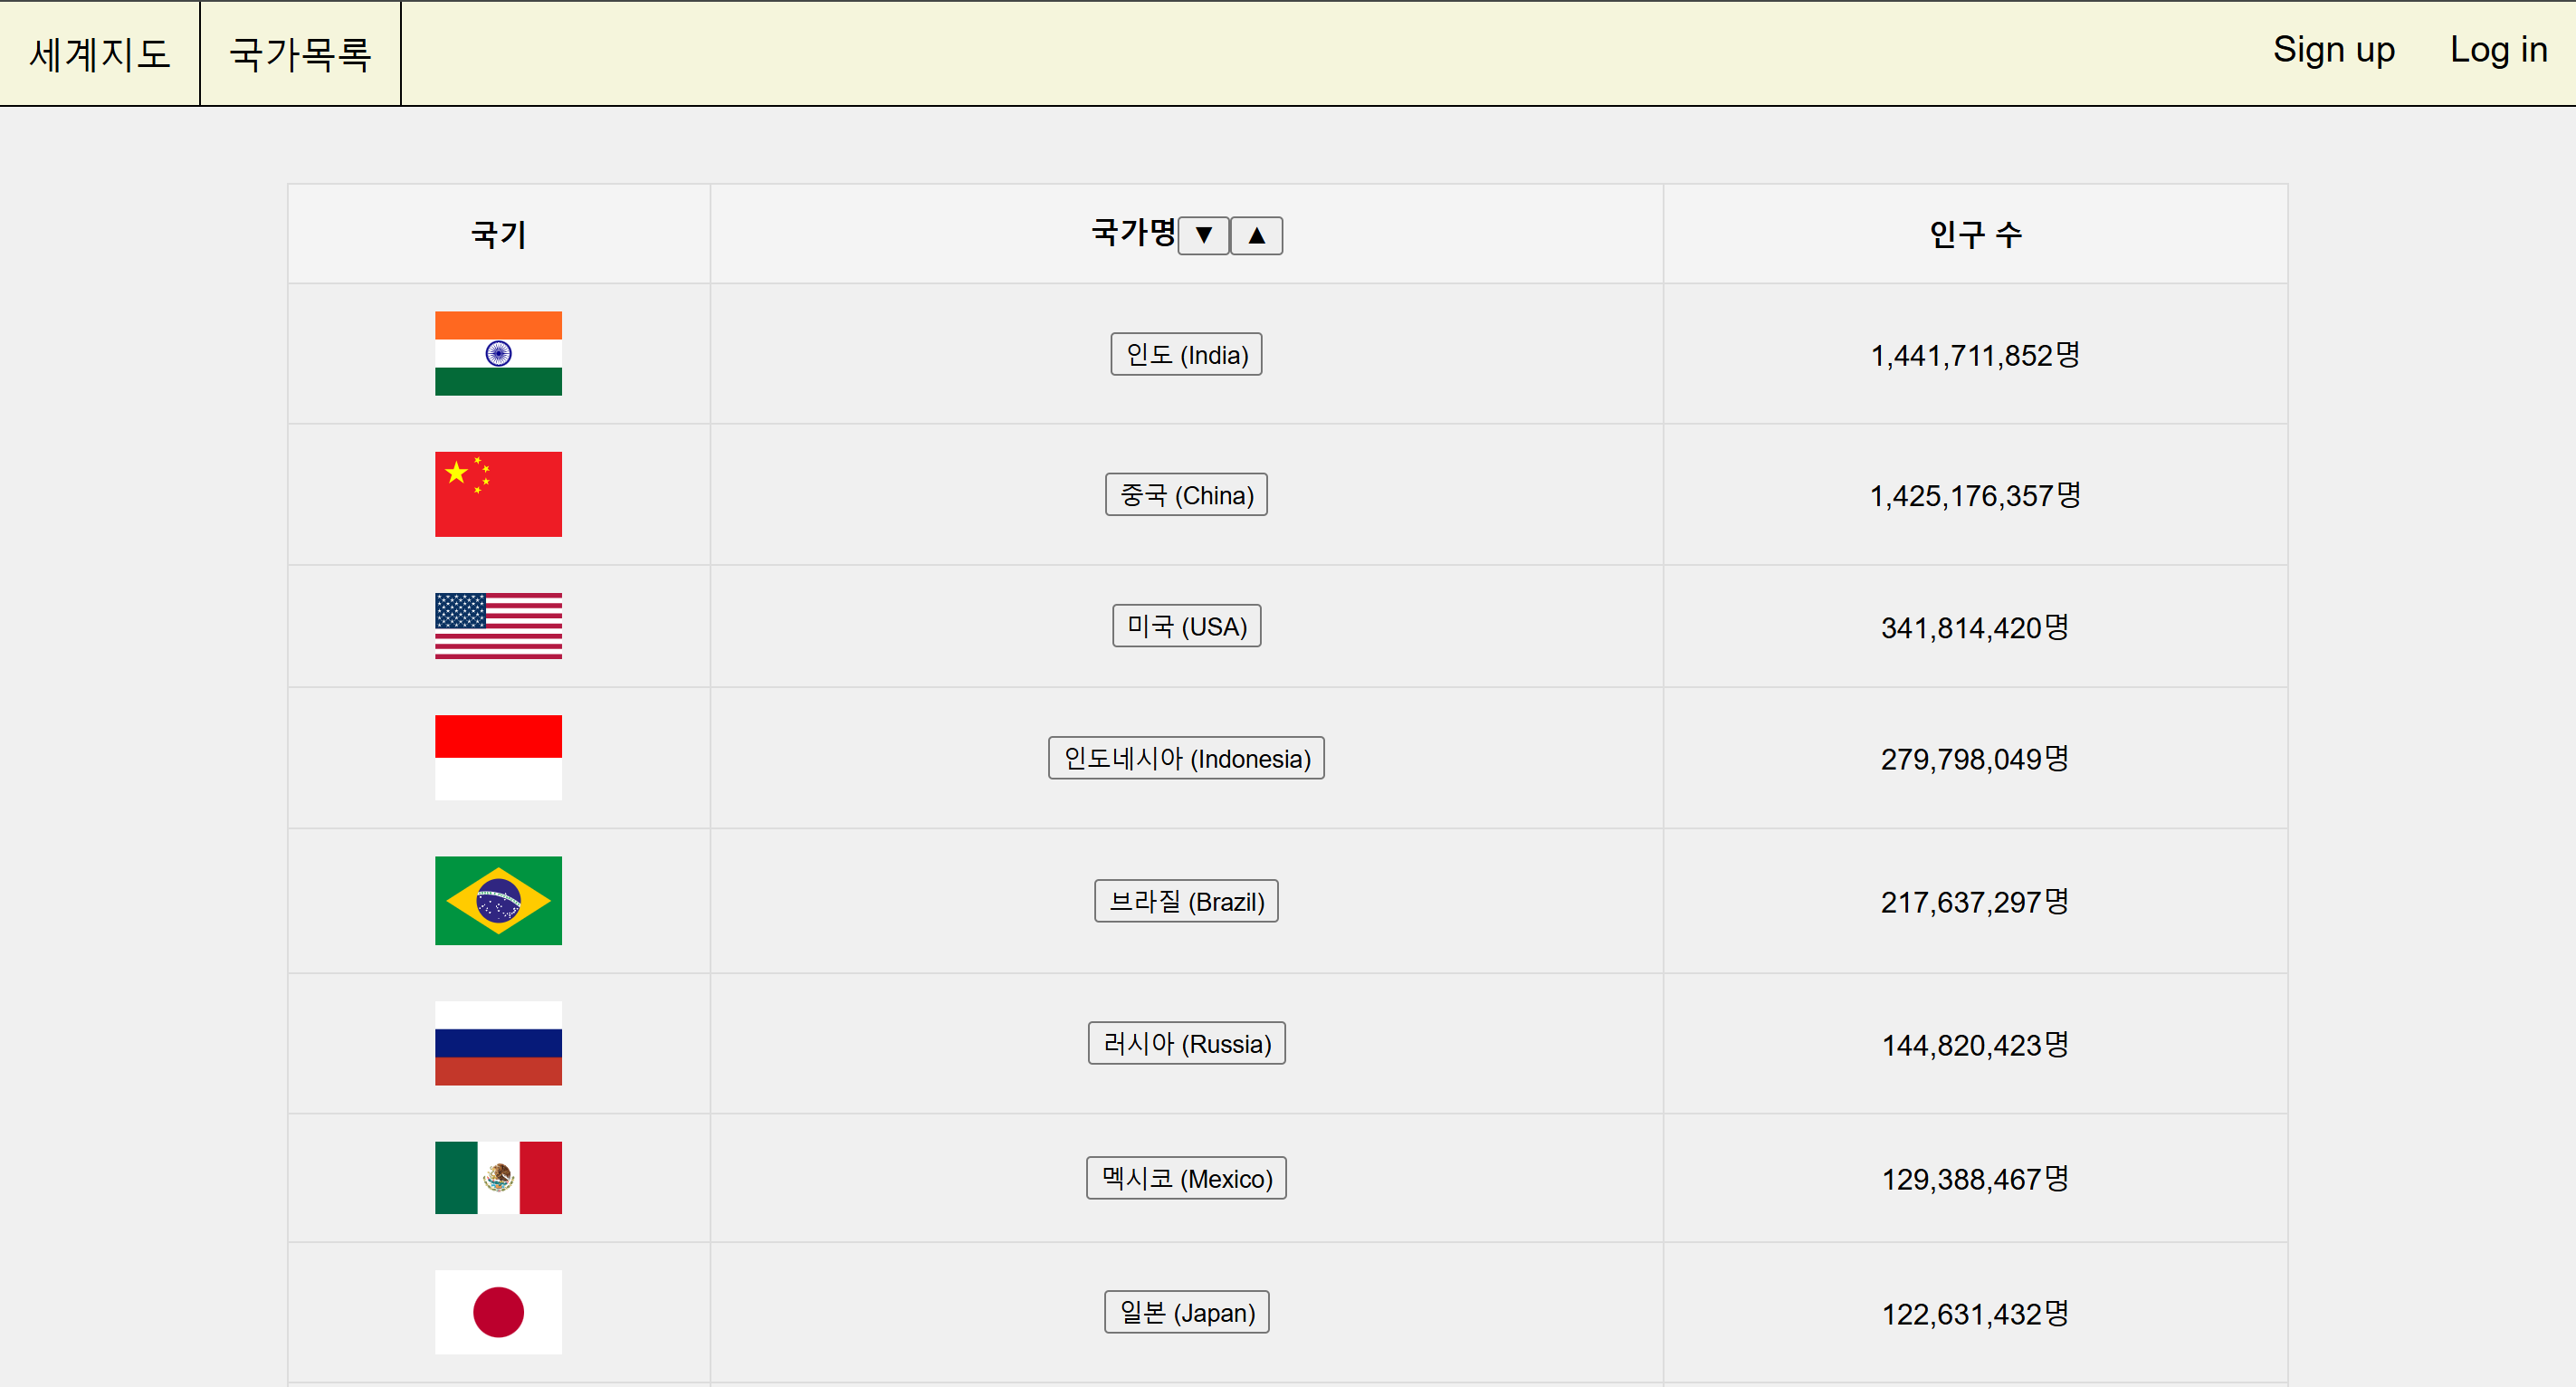 세계지도 국가목록 Sign up Log in
국기 국가명 ▼ ▲ 인구 수
인도 (India) 1,441,711,852명
중국 (China) 1,425,176,357명
미국 (USA) 341,814,420명
인도네시아 (Indonesia) 279,798,049명
브라질 (Brazil) 217,637,297명
러시아 (Russia) 144,820,423명
멕시코 (Mexico) 129,388,467명
일본 (Japan) 122,631,432명